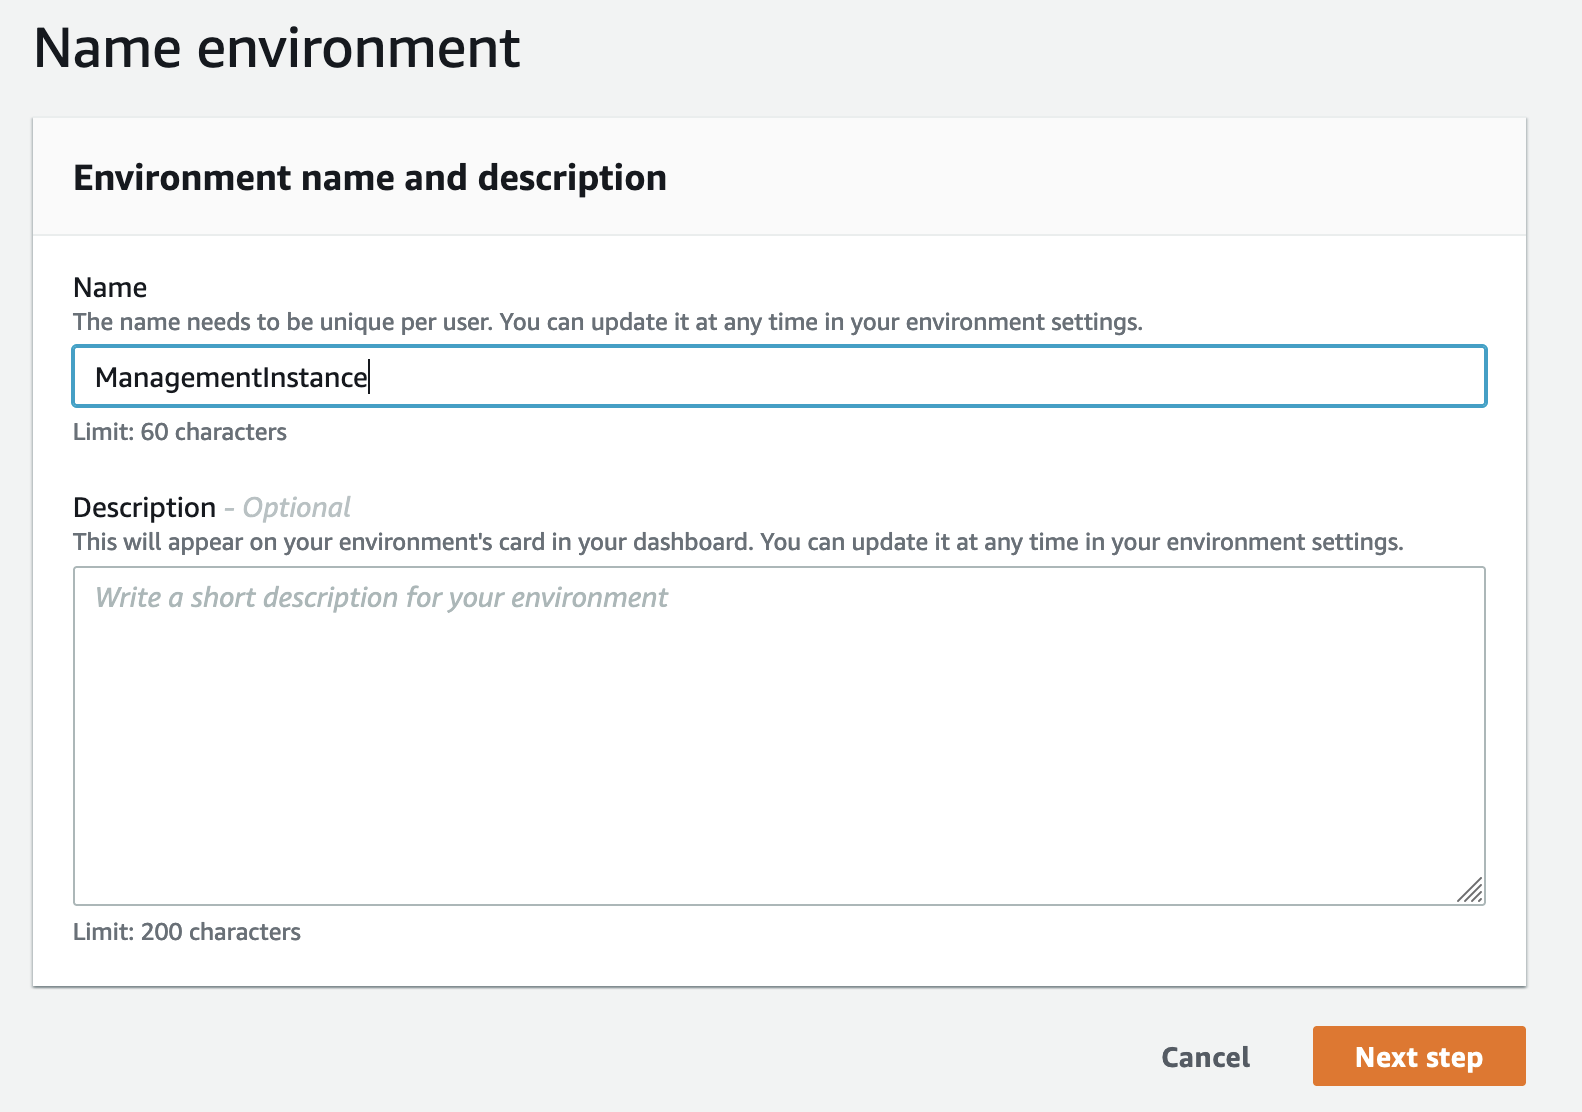 Name environment
Environment name and description
Name
The name needs to be unique per user. You can update it at any time in your environment settings.
ManagementInstance
Limit: 60 characters
Description - Optional
This will appear on your environment's card in your dashboard. You can update it at any time in your environment settings.
Write a short description for your environment
Limit: 200 characters
Cancel
Next step